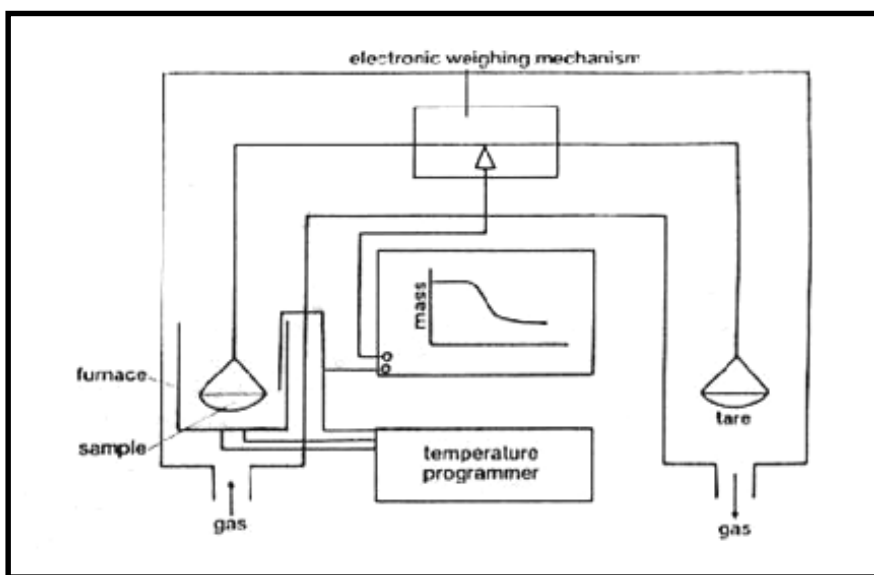 electronic weighing mechanism
mass
furnace
sample
tare
temperature
programmer
gas
gas